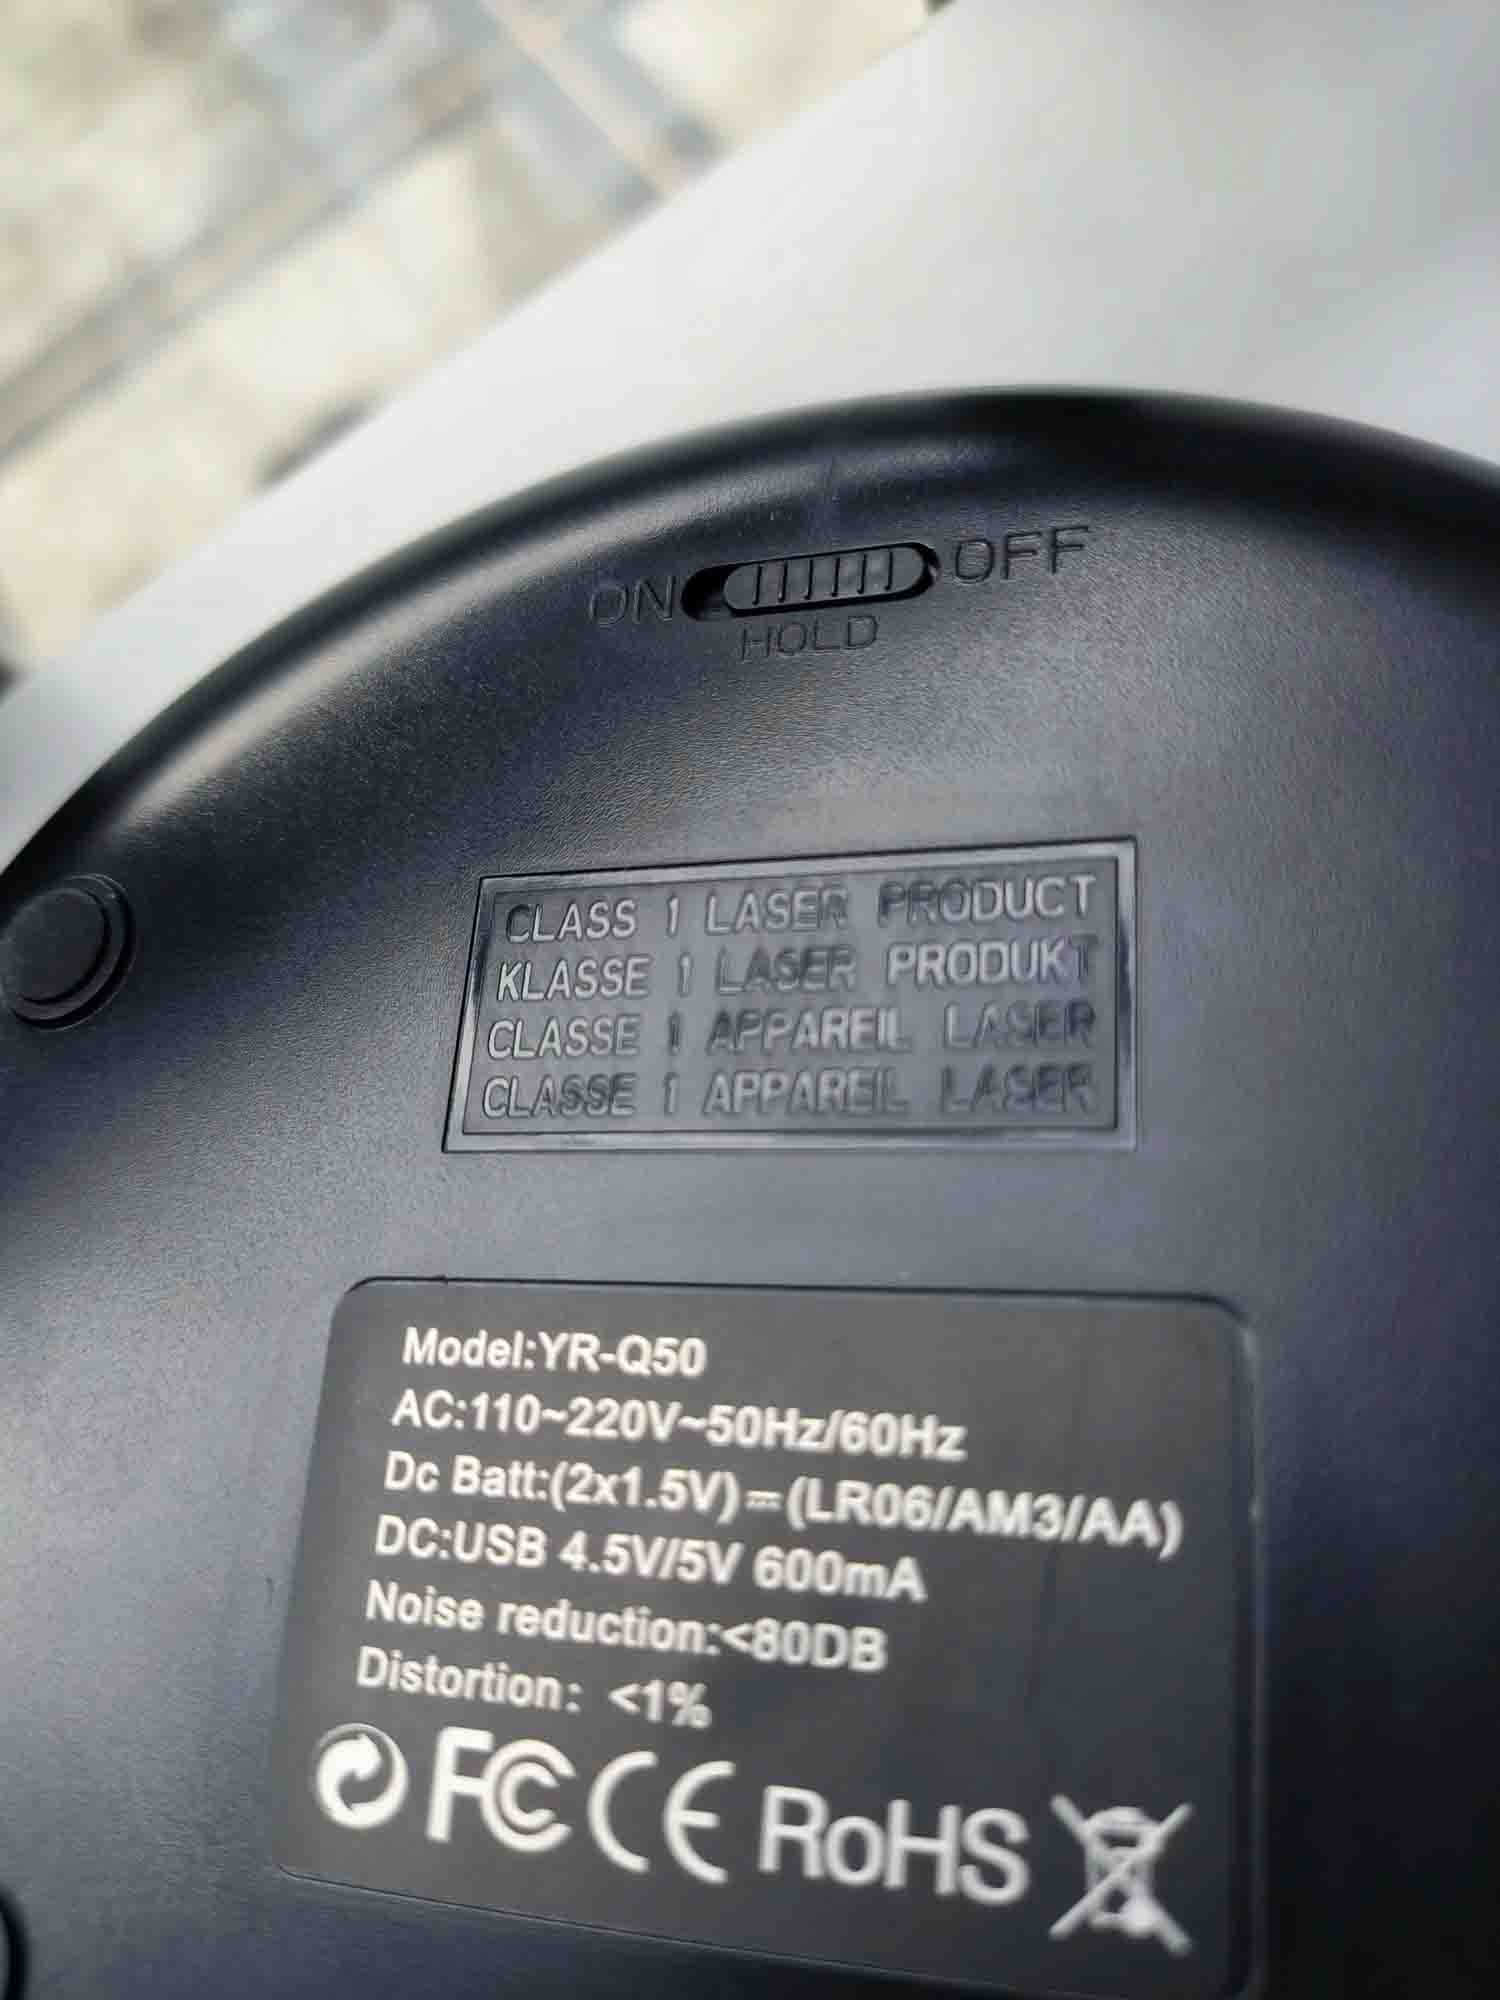 ON OFF
HOLD
CLASS 1 LASER PRODUCT
KLASSE 1 LASER PRODUKT
CLASSE 1 APPAREIL LASER
CLASSE 1 APPAREIL LASER
Model:YR-Q50
AC:110~220V~50Hz/60Hz
Dc Batt:(2x1.5V)⎓(LR06/AM3/AA)
DC:USB 4.5V/5V 600mA
Noise reduction:<80DB
Distortion: <1%
FC CE RoHS